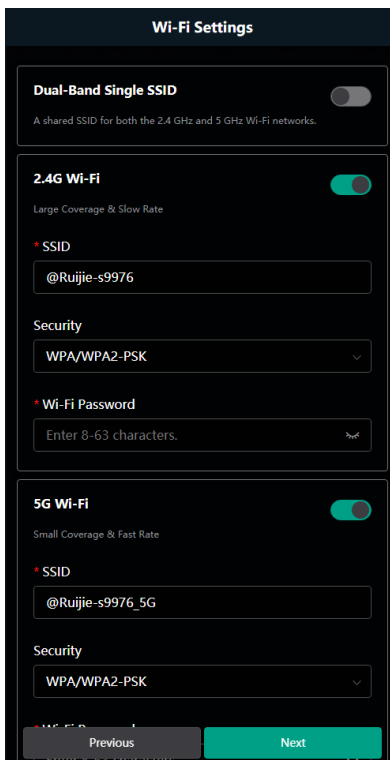 Wi-Fi Settings
Dual-Band Single SSID
A shared SSID for both the 2.4 GHz and 5 GHz Wi-Fi networks.
2.4G Wi-Fi
Large Coverage & Slow Rate
* SSID
@Ruijie-s9976
Security
WPA/WPA2-PSK
* Wi-Fi Password
Enter 8-63 characters.
5G Wi-Fi
Small Coverage & Fast Rate
* SSID
@Ruijie-s9976_5G
Security
WPA/WPA2-PSK
Previous
Next